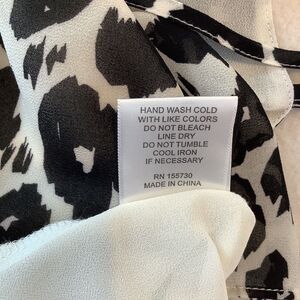 HAND WASH COLD
WITH LIKE COLORS
DO NOT BLEACH
LINE DRY
DO NOT TUMBLE
COOL IRON
IF NECESSARY
RN 155730
MADE IN CHINA